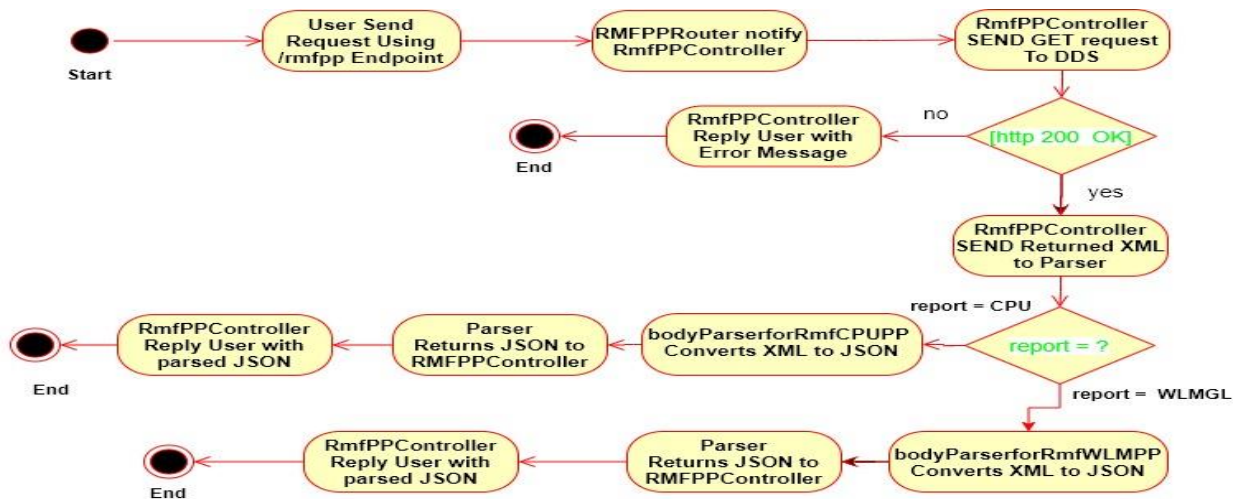 User Send
Request Using
/rmfpp Endpoint
RMFPPRouter notify
RmfPPController
RmfPPController
SEND GET request
To DDS
Start
no
[http 200 OK]
RmfPPController
Reply User with
Error Message
End
yes
RmfPPController
SEND Returned XML
to Parser
report = CPU
report = ?
bodyParserforRmfCPUPP
Converts XML to JSON
Parser
Returns JSON to
RMFPPController
RmfPPController
Reply User with
parsed JSON
End
report = WLMGL
bodyParserforRmfWLMPP
Converts XML to JSON
Parser
Returns JSON to
RMFPPController
RmfPPController
Reply User with
parsed JSON
End